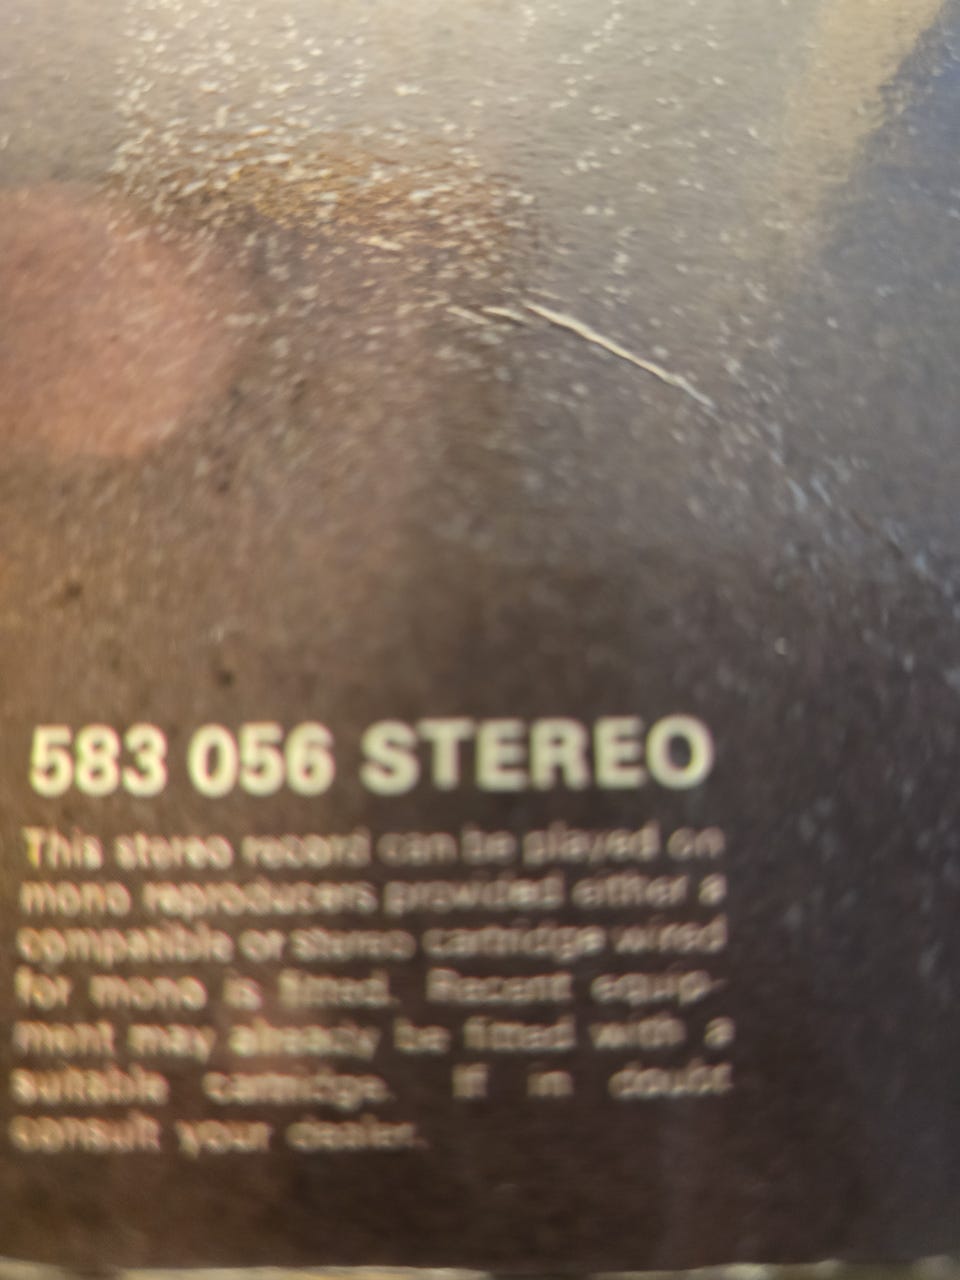 583 056 STEREO
This stereo record can be played on
mono reproducers provided either a
compatible or stereo cartridge wired
for mono is fitted. Recent equip-
ment may already be fitted with a
suitable cartridge. If in doubt
consult your dealer.